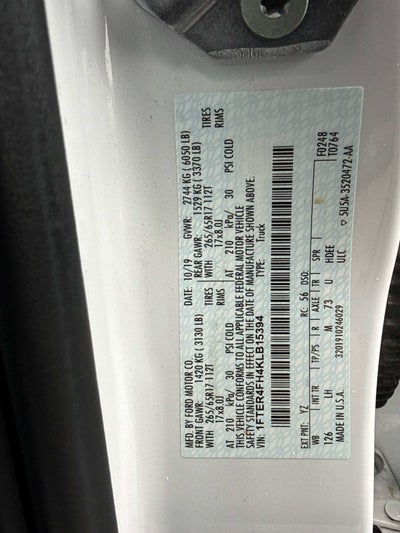 MFD. BY FORD MOTOR CO. DATE: 10/19 GVWR: 2744 KG ( 6050 LB)
FRONT GAWR: 1420 KG ( 3130 LB) REAR GAWR: 1529 KG ( 3370 LB)
WITH 265/65R17 112T TIRES WITH 265/65R17 112T TIRES
17x8.0J RIMS 17x8.0J RIMS
AT 210 kPa/ 30 PSI COLD AT 210 kPa/ 30 PSI COLD
THIS VEHICLE CONFORMS TO ALL APPLICABLE FEDERAL MOTOR VEHICLE
SAFETY STANDARDS IN EFFECT ON THE DATE OF MANUFACTURE SHOWN ABOVE.
1FTER4FH4KLB15394 TYPE: Truck
F024B
T0764
EXT PNT: YZ RC: 56 DSO:
WB INT TR TP/PS R AXLE TR SPR
126 LH M 73 U HDEE
MADE IN U.S.A. 3201910246029 ULC
5U5A-3520472-AA